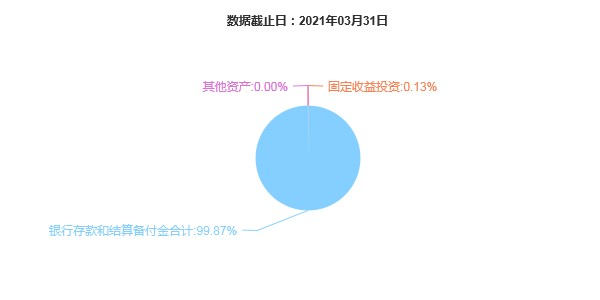 数据截止日：2021年03月31日
其他资产:0.00%
固定收益投资:0.13%
银行存款和结算备付金合计:99.87%